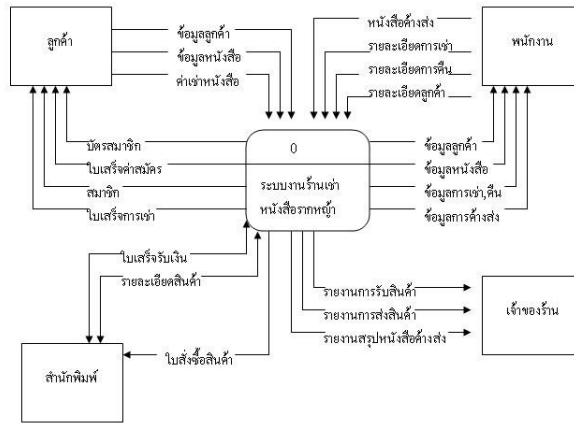 ลูกค้า
ข้อมูลลูกค้า
ข้อมูลหนังสือ
ค่าเช่าหนังสือ
หนังสือค้างส่ง
รายละเอียดการเช่า
รายละเอียดการคืน
รายละเอียดลูกค้า
พนักงาน
บัตรสมาชิก
ใบเสร็จค่าสมัคร
สมาชิก
ใบเสร็จการเช่า
0
ระบบงานร้านเช่า
หนังสือรากหญ้า
ข้อมูลลูกค้า
ข้อมูลหนังสือ
ข้อมูลการเช่า,คืน
ข้อมูลการค้างส่ง
ใบเสร็จรับเงิน
รายละเอียดสินค้า
ใบสั่งซื้อสินค้า
สำนักพิมพ์
รายงานการรับสินค้า
รายงานการส่งสินค้า
รายงานสรุปหนังสือค้างส่ง
เจ้าของร้าน